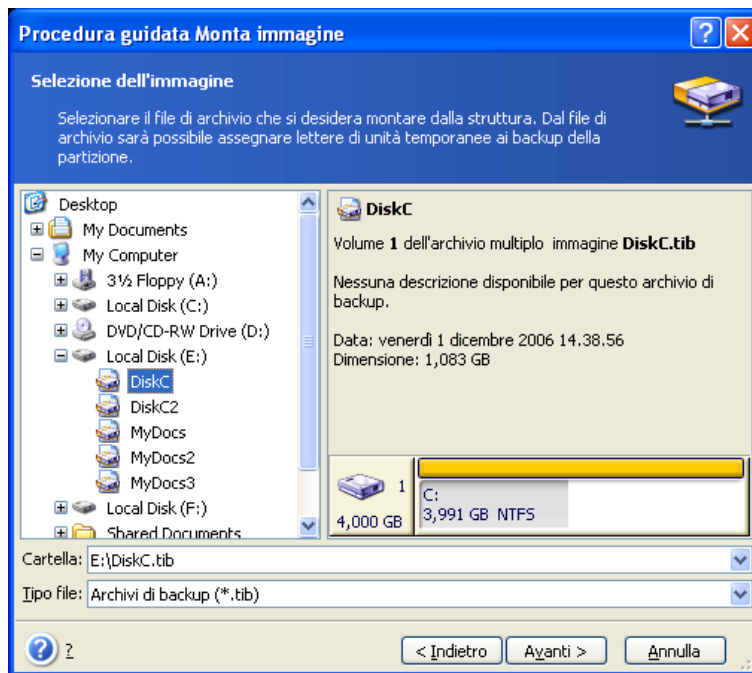 Procedura guidata Monta immagine
Selezione dell'immagine
Selezionare il file di archivio che si desidera montare dalla struttura. Dal file di
archivio sarà possibile assegnare lettere di unità temporanee ai backup della
partizione.
Desktop
My Documents
My Computer
3½ Floppy (A:)
Local Disk (C:)
DVD/CD-RW Drive (D:)
Local Disk (E:)
DiskC
DiskC2
MyDocs
MyDocs2
MyDocs3
Local Disk (F:)
Shared Documents
DiskC
Volume 1 dell'archivio multiplo immagine DiskC.tib
Nessuna descrizione disponibile per questo archivio di
backup.
Data: venerdì 1 dicembre 2006 14.38.56
Dimensione: 1,083 GB
1
4,000 GB
C:
3,991 GB NTFS
Cartella: E:\DiskC.tib
Tipo file: Archivi di backup (*.tib)
?
< Indietro
Avanti >
Annulla